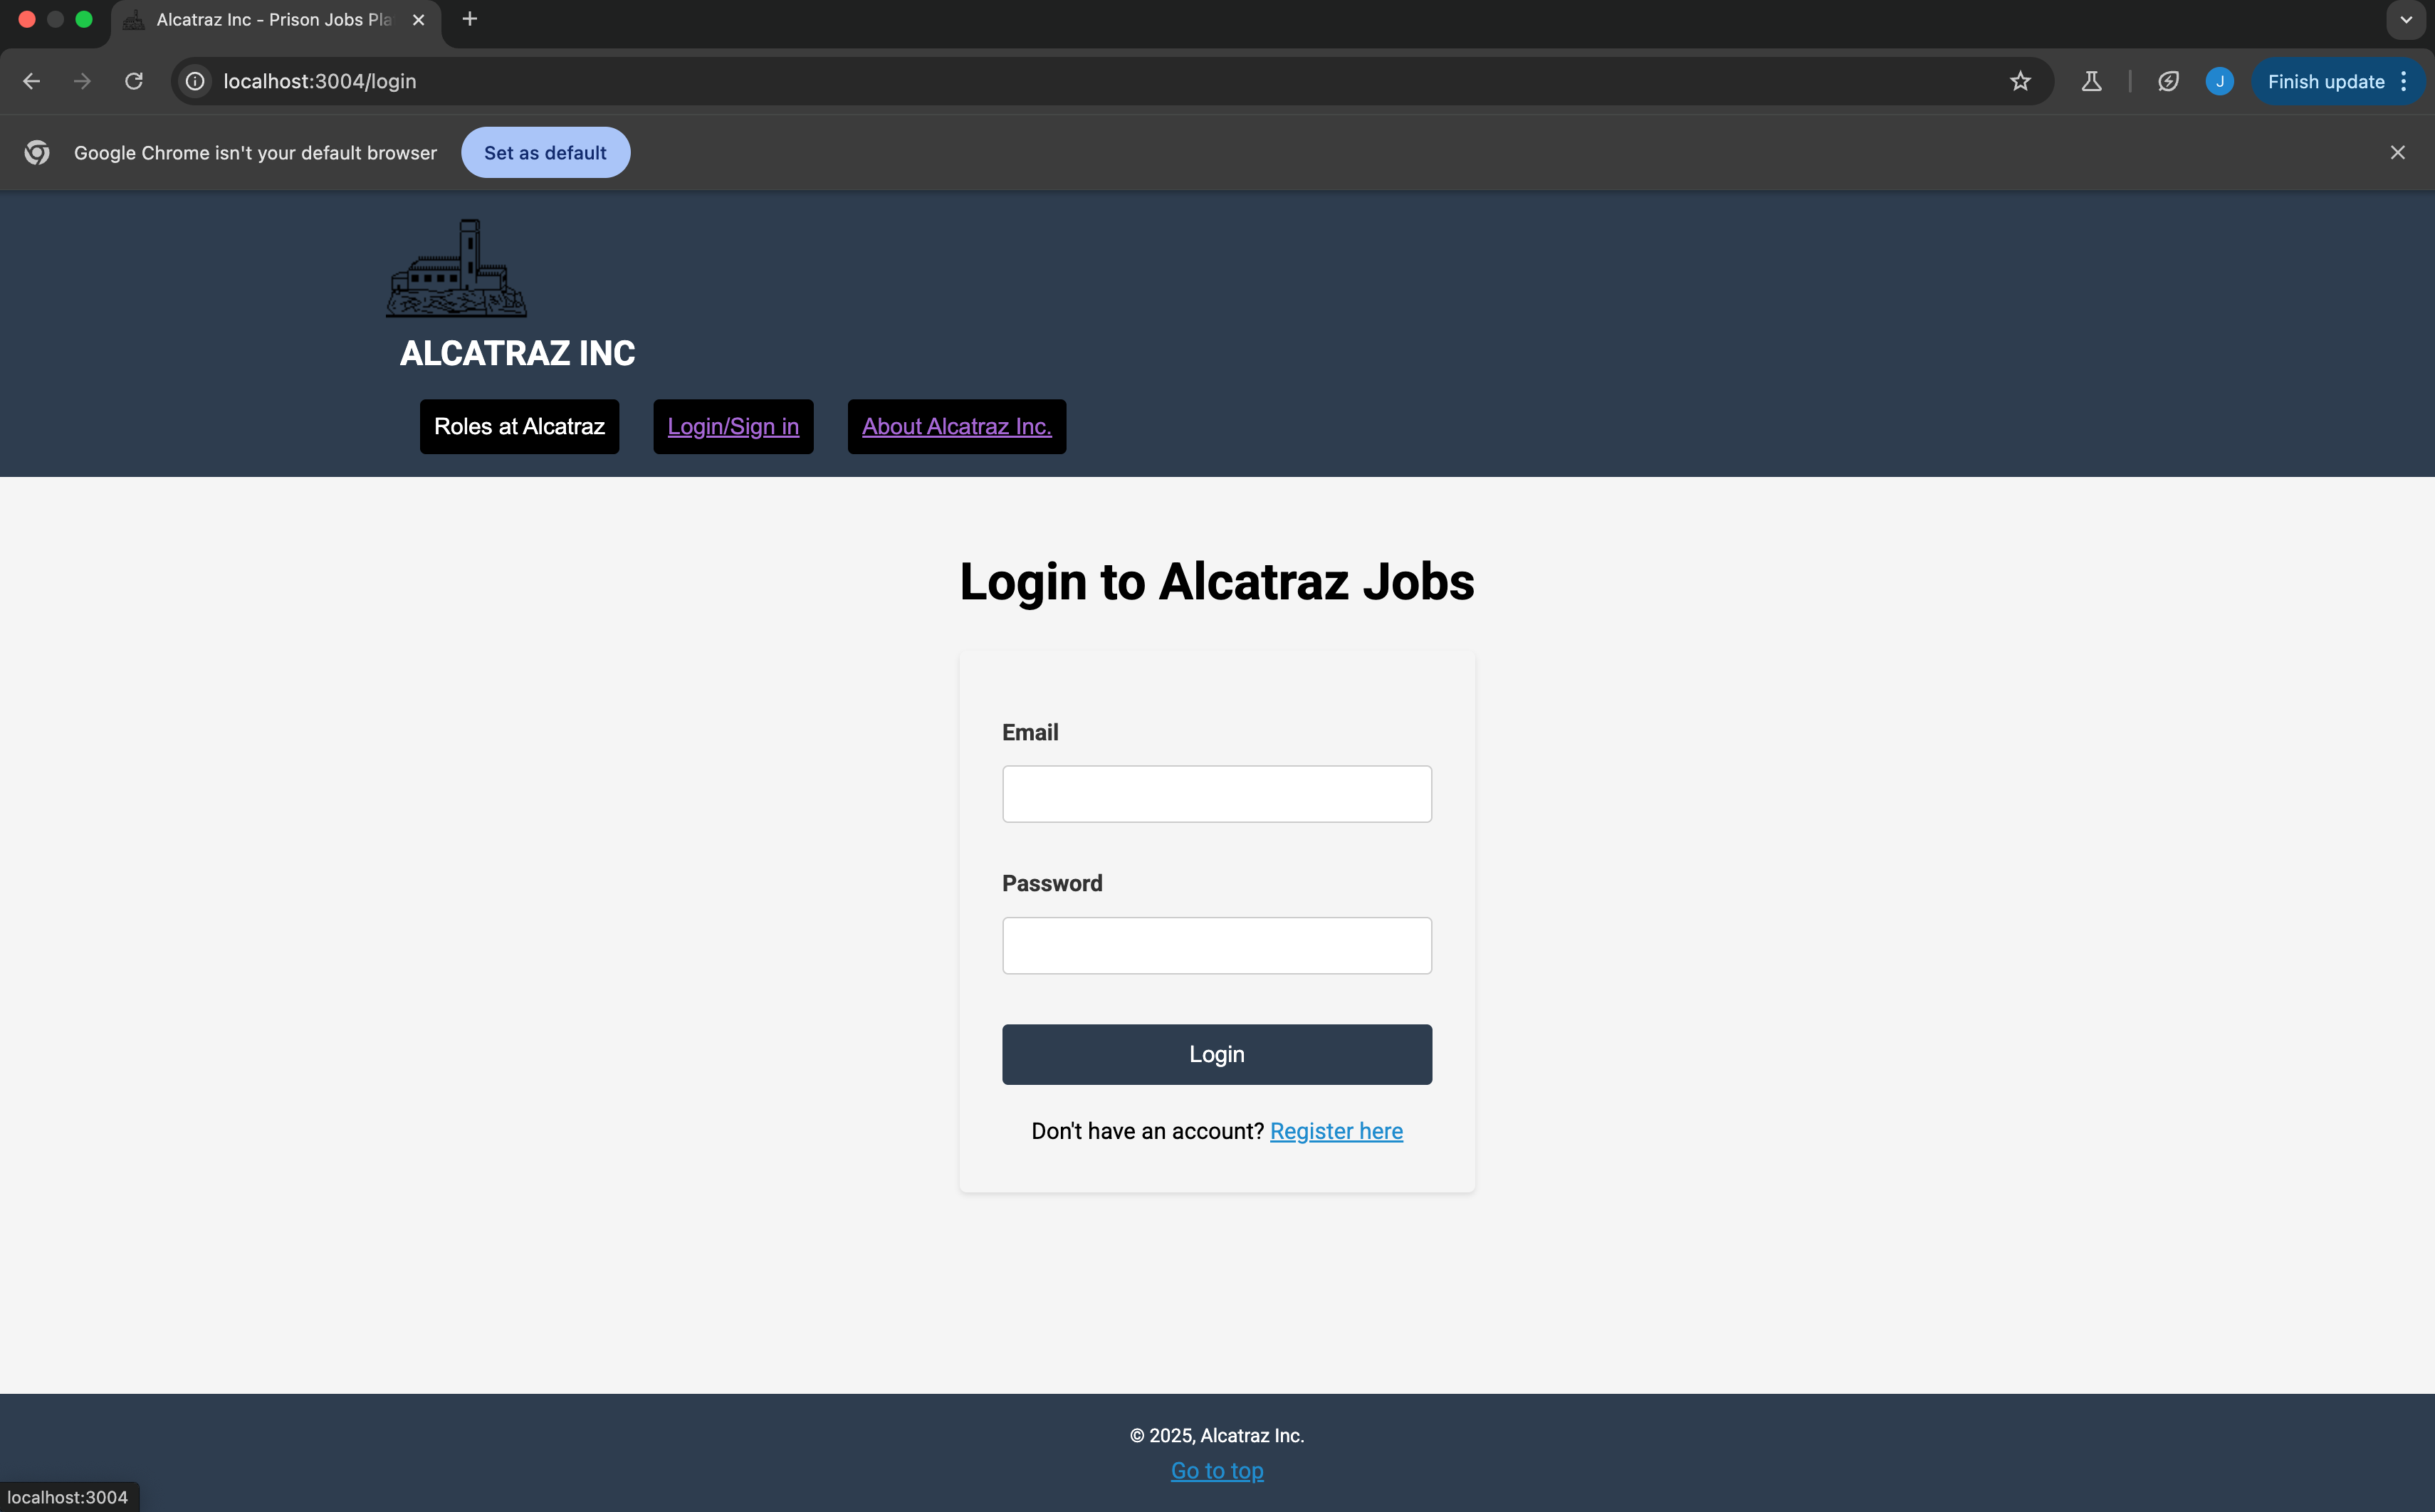 Alcatraz Inc - Prison Jobs Pla
localhost:3004/login
J
Finish update
Google Chrome isn't your default browser
Set as default
ALCATRAZ INC
Roles at Alcatraz
Login/Sign in
About Alcatraz Inc.
Login to Alcatraz Jobs
Email
Password
Login
Don't have an account? Register here
© 2025, Alcatraz Inc.
Go to top
localhost:3004